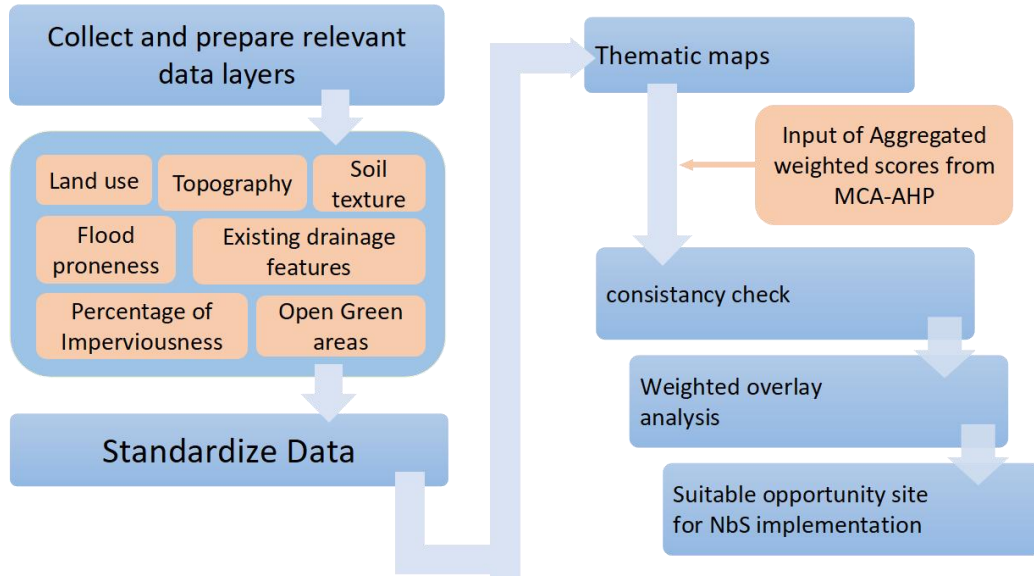 Collect and prepare relevant
data layers
Land use
Topography
Soil
texture
Flood
proneness
Existing drainage
features
Percentage of
Imperviousness
Open Green
areas
Standardize Data
Thematic maps
Input of Aggregated
weighted scores from
MCA-AHP
consistancy check
Weighted overlay
analysis
Suitable opportunity site
for NbS implementation